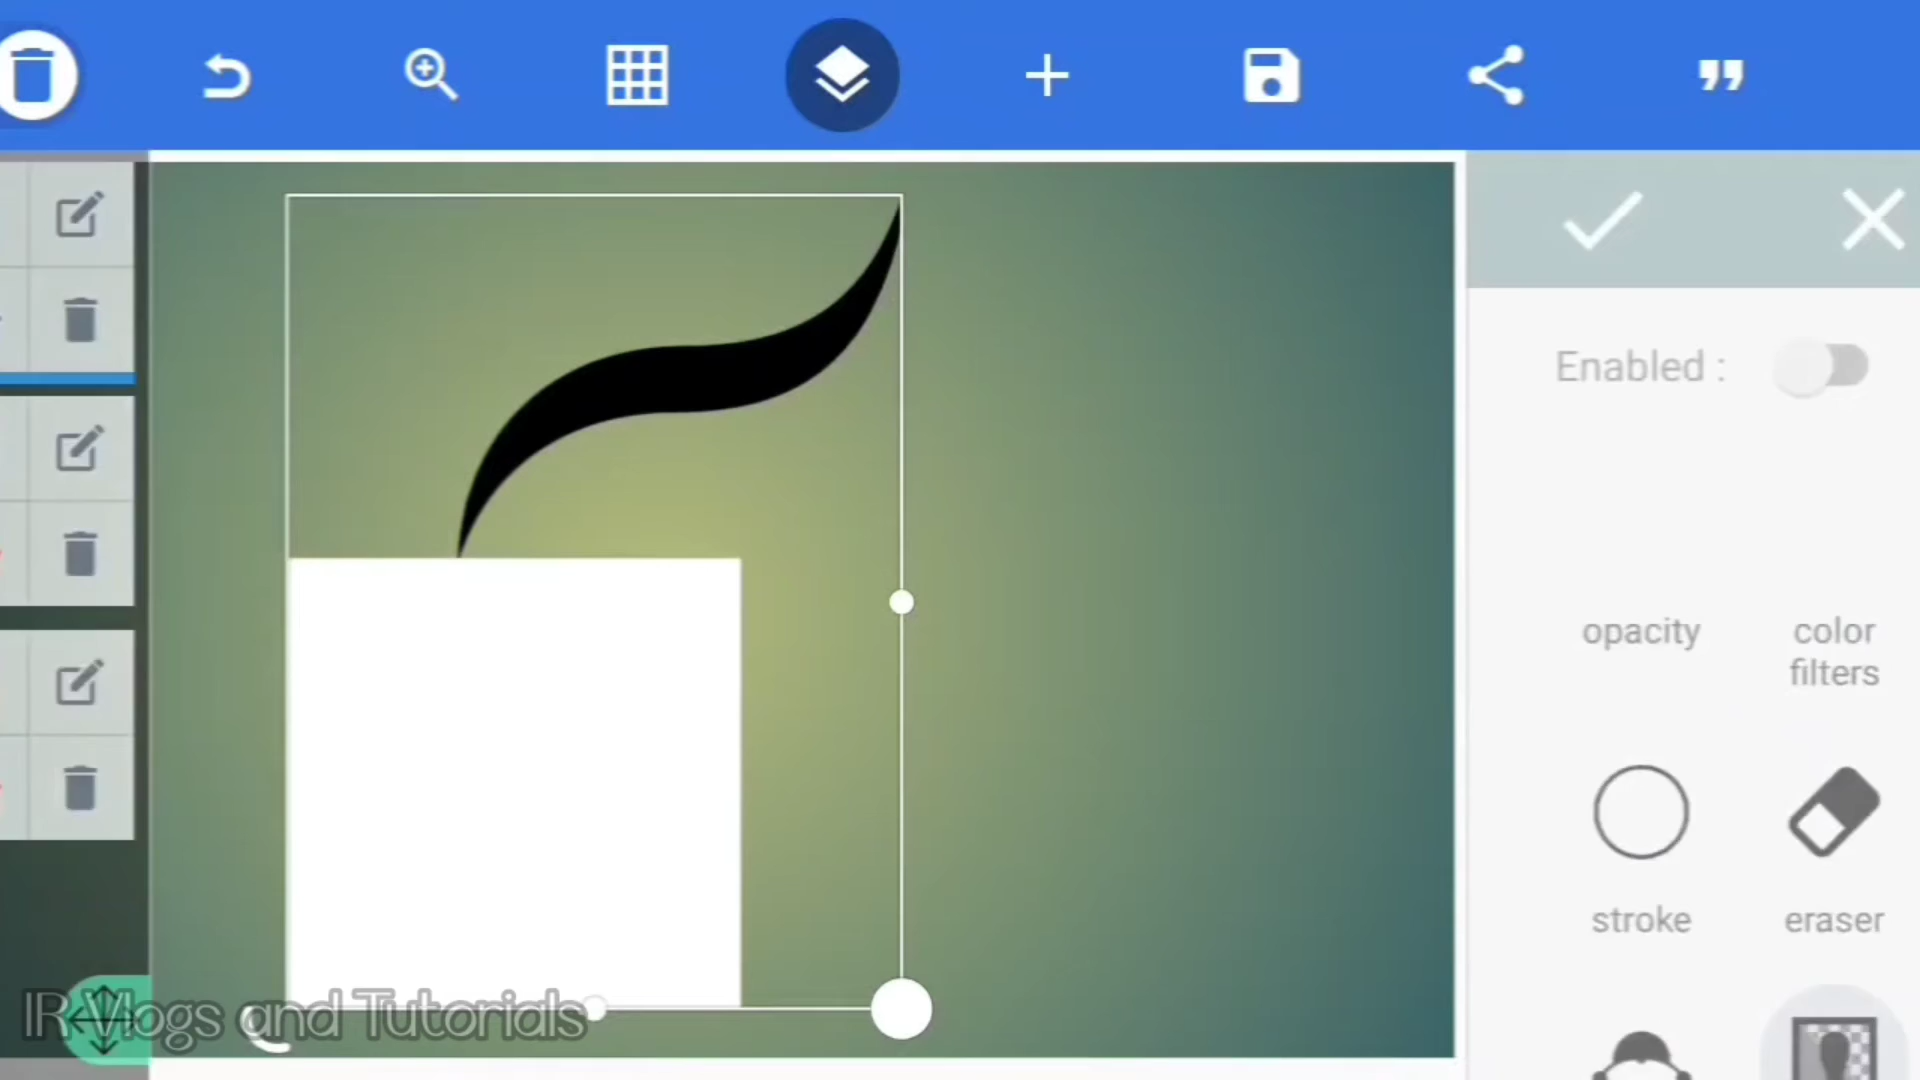 Enabled :
opacity
color
filters
stroke
eraser
IR Vlogs and Tutorials